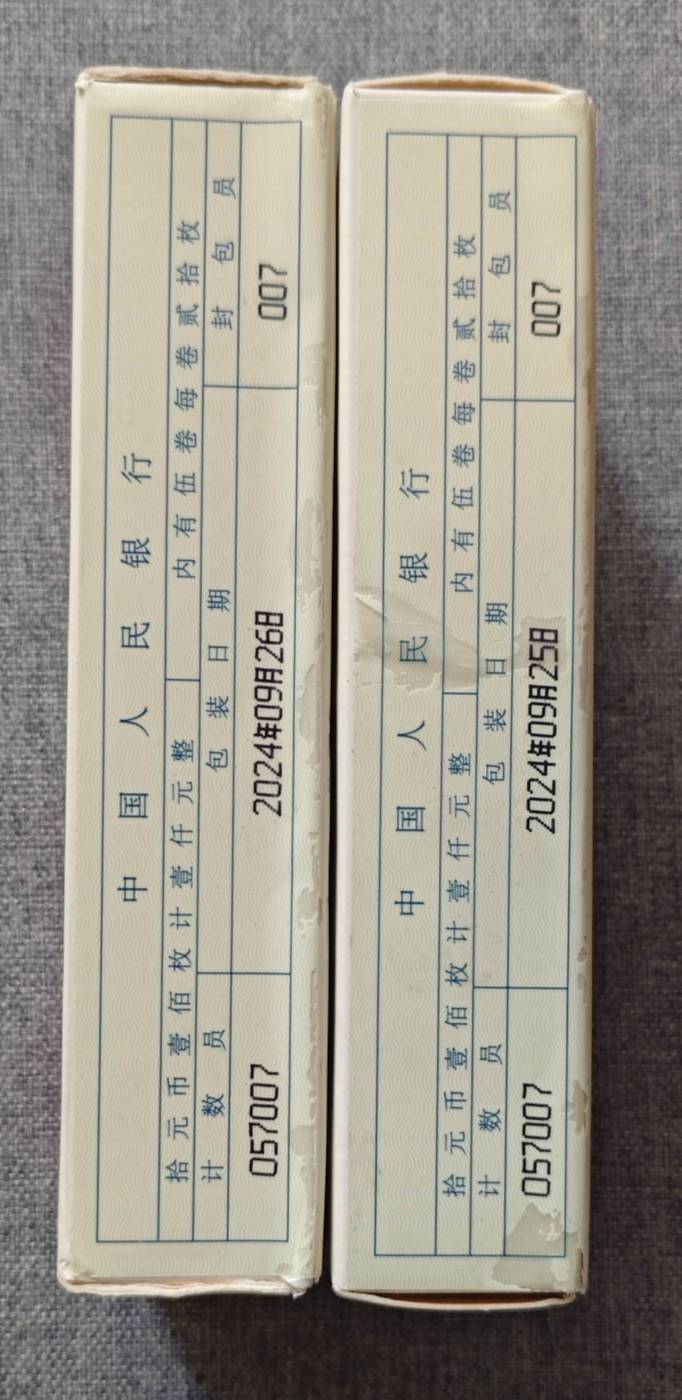 中国人民银行
拾元币壹佰枚计壹仟元整 内有伍卷每卷贰拾枚
计数员 包装日期 封包员
057007 2024年09月26日 007
中国人民银行
拾元币壹佰枚计壹仟元整 内有伍卷每卷贰拾枚
计数员 包装日期 封包员
057007 2024年09月25日 007